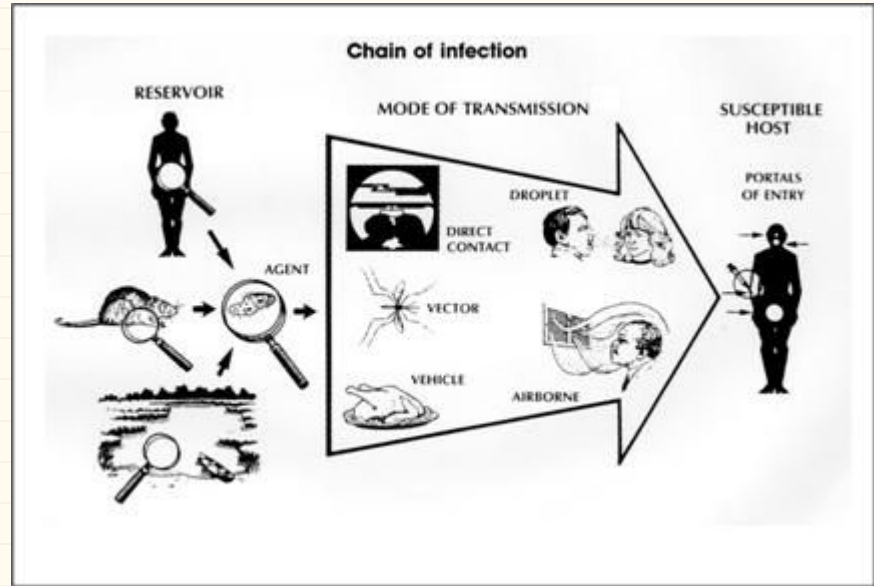 Chain of infection
RESERVOIR
MODE OF TRANSMISSION
SUSCEPTIBLE
HOST
AGENT
DIRECT
CONTACT
VECTOR
VEHICLE
DROPLET
AIRBORNE
PORTALS
OF ENTRY